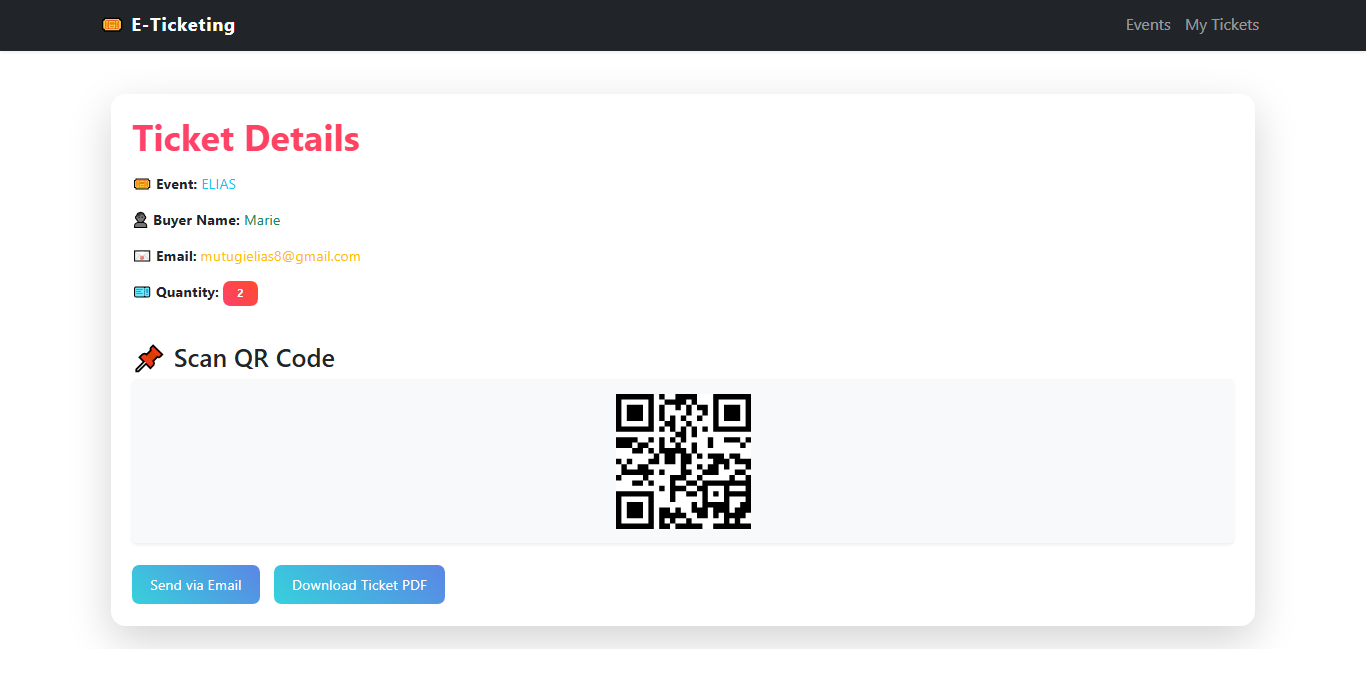 E-Ticketing Events My Tickets
Ticket Details
Event: ELIAS
Buyer Name: Marie
Email: mutugielias8@gmail.com
Quantity: 2
Scan QR Code
Send via Email Download Ticket PDF